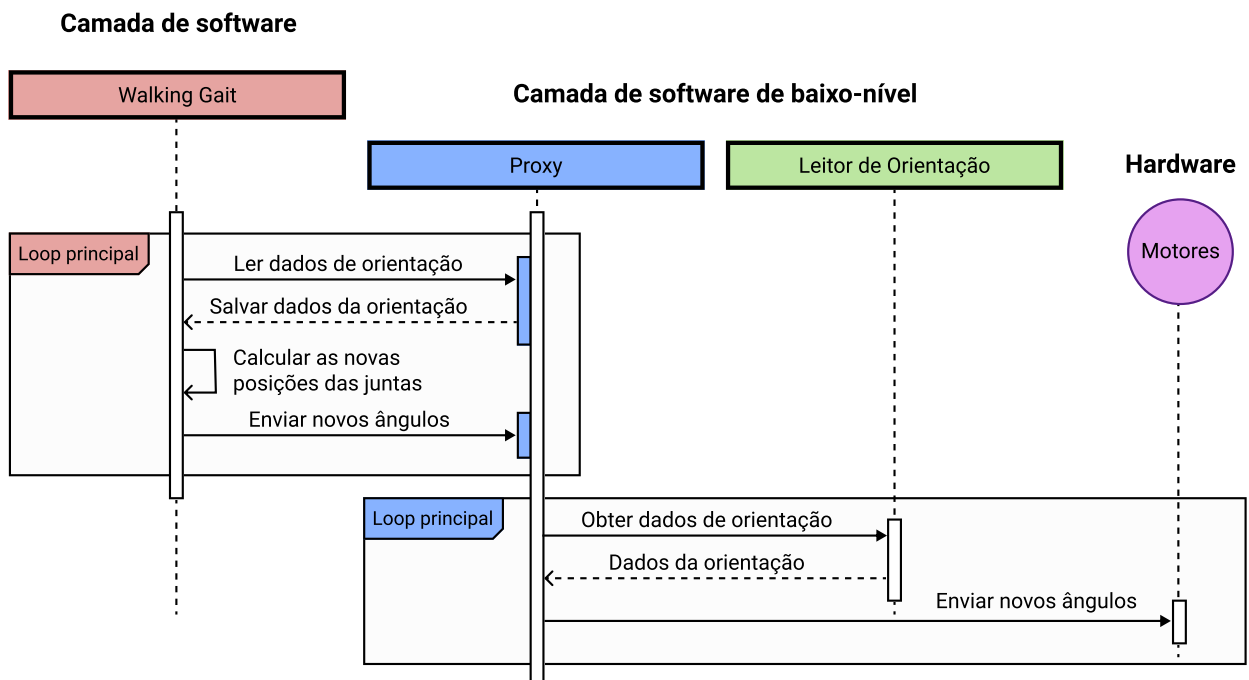 Camada de software
Walking Gait
Camada de software de baixo-nível
Proxy
Leitor de Orientação
Hardware
Motores
Loop principal
Ler dados de orientação
Salvar dados da orientação
Calcular as novas
posições das juntas
Enviar novos ângulos
Loop principal
Obter dados de orientação
Dados da orientação
Enviar novos ângulos